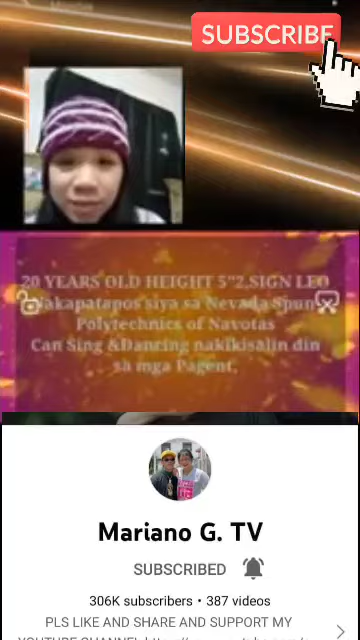 SUBSCRIBE
20 YEARS OLD HEIGHT 5"2,SIGN LEO
Nakapatapos siya sa Nevada Spun
Polytechnics of Navotas
Can Sing &Dancing nakikisalin din
sa mga Pagent.
Mariano G. TV
SUBSCRIBED
306K subscribers • 387 videos
PLS LIKE AND SHARE AND SUPPORT MY
YOUTUBE CHANNEL